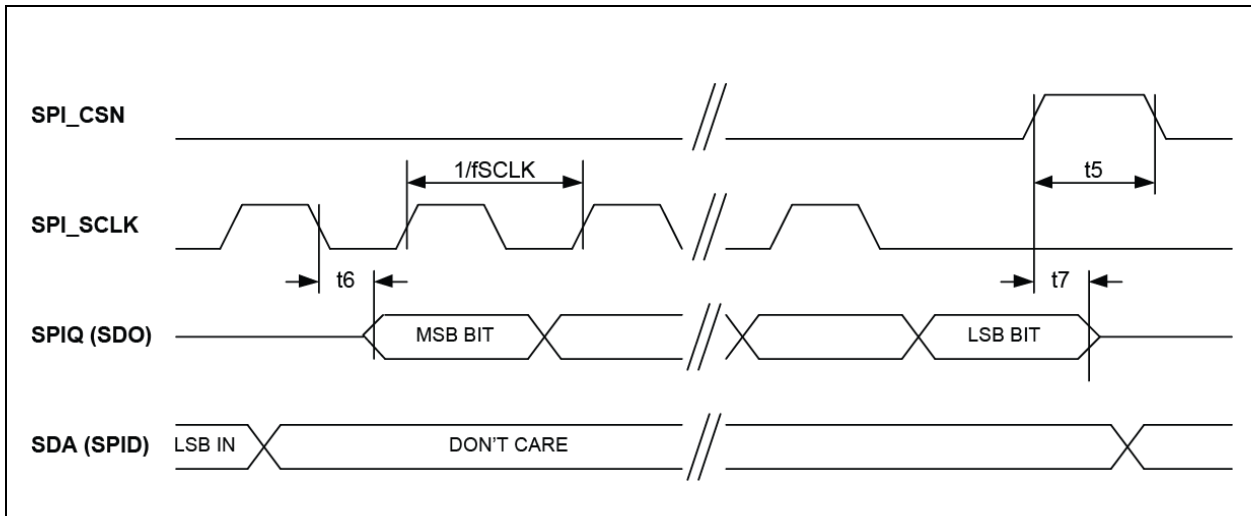 SPI_CSN
1/fSCLK
t5
SPI_SCLK
t6
t7
SPIQ (SDO)
MSB BIT
LSB BIT
SDA (SPID)
LSB IN
DON'T CARE